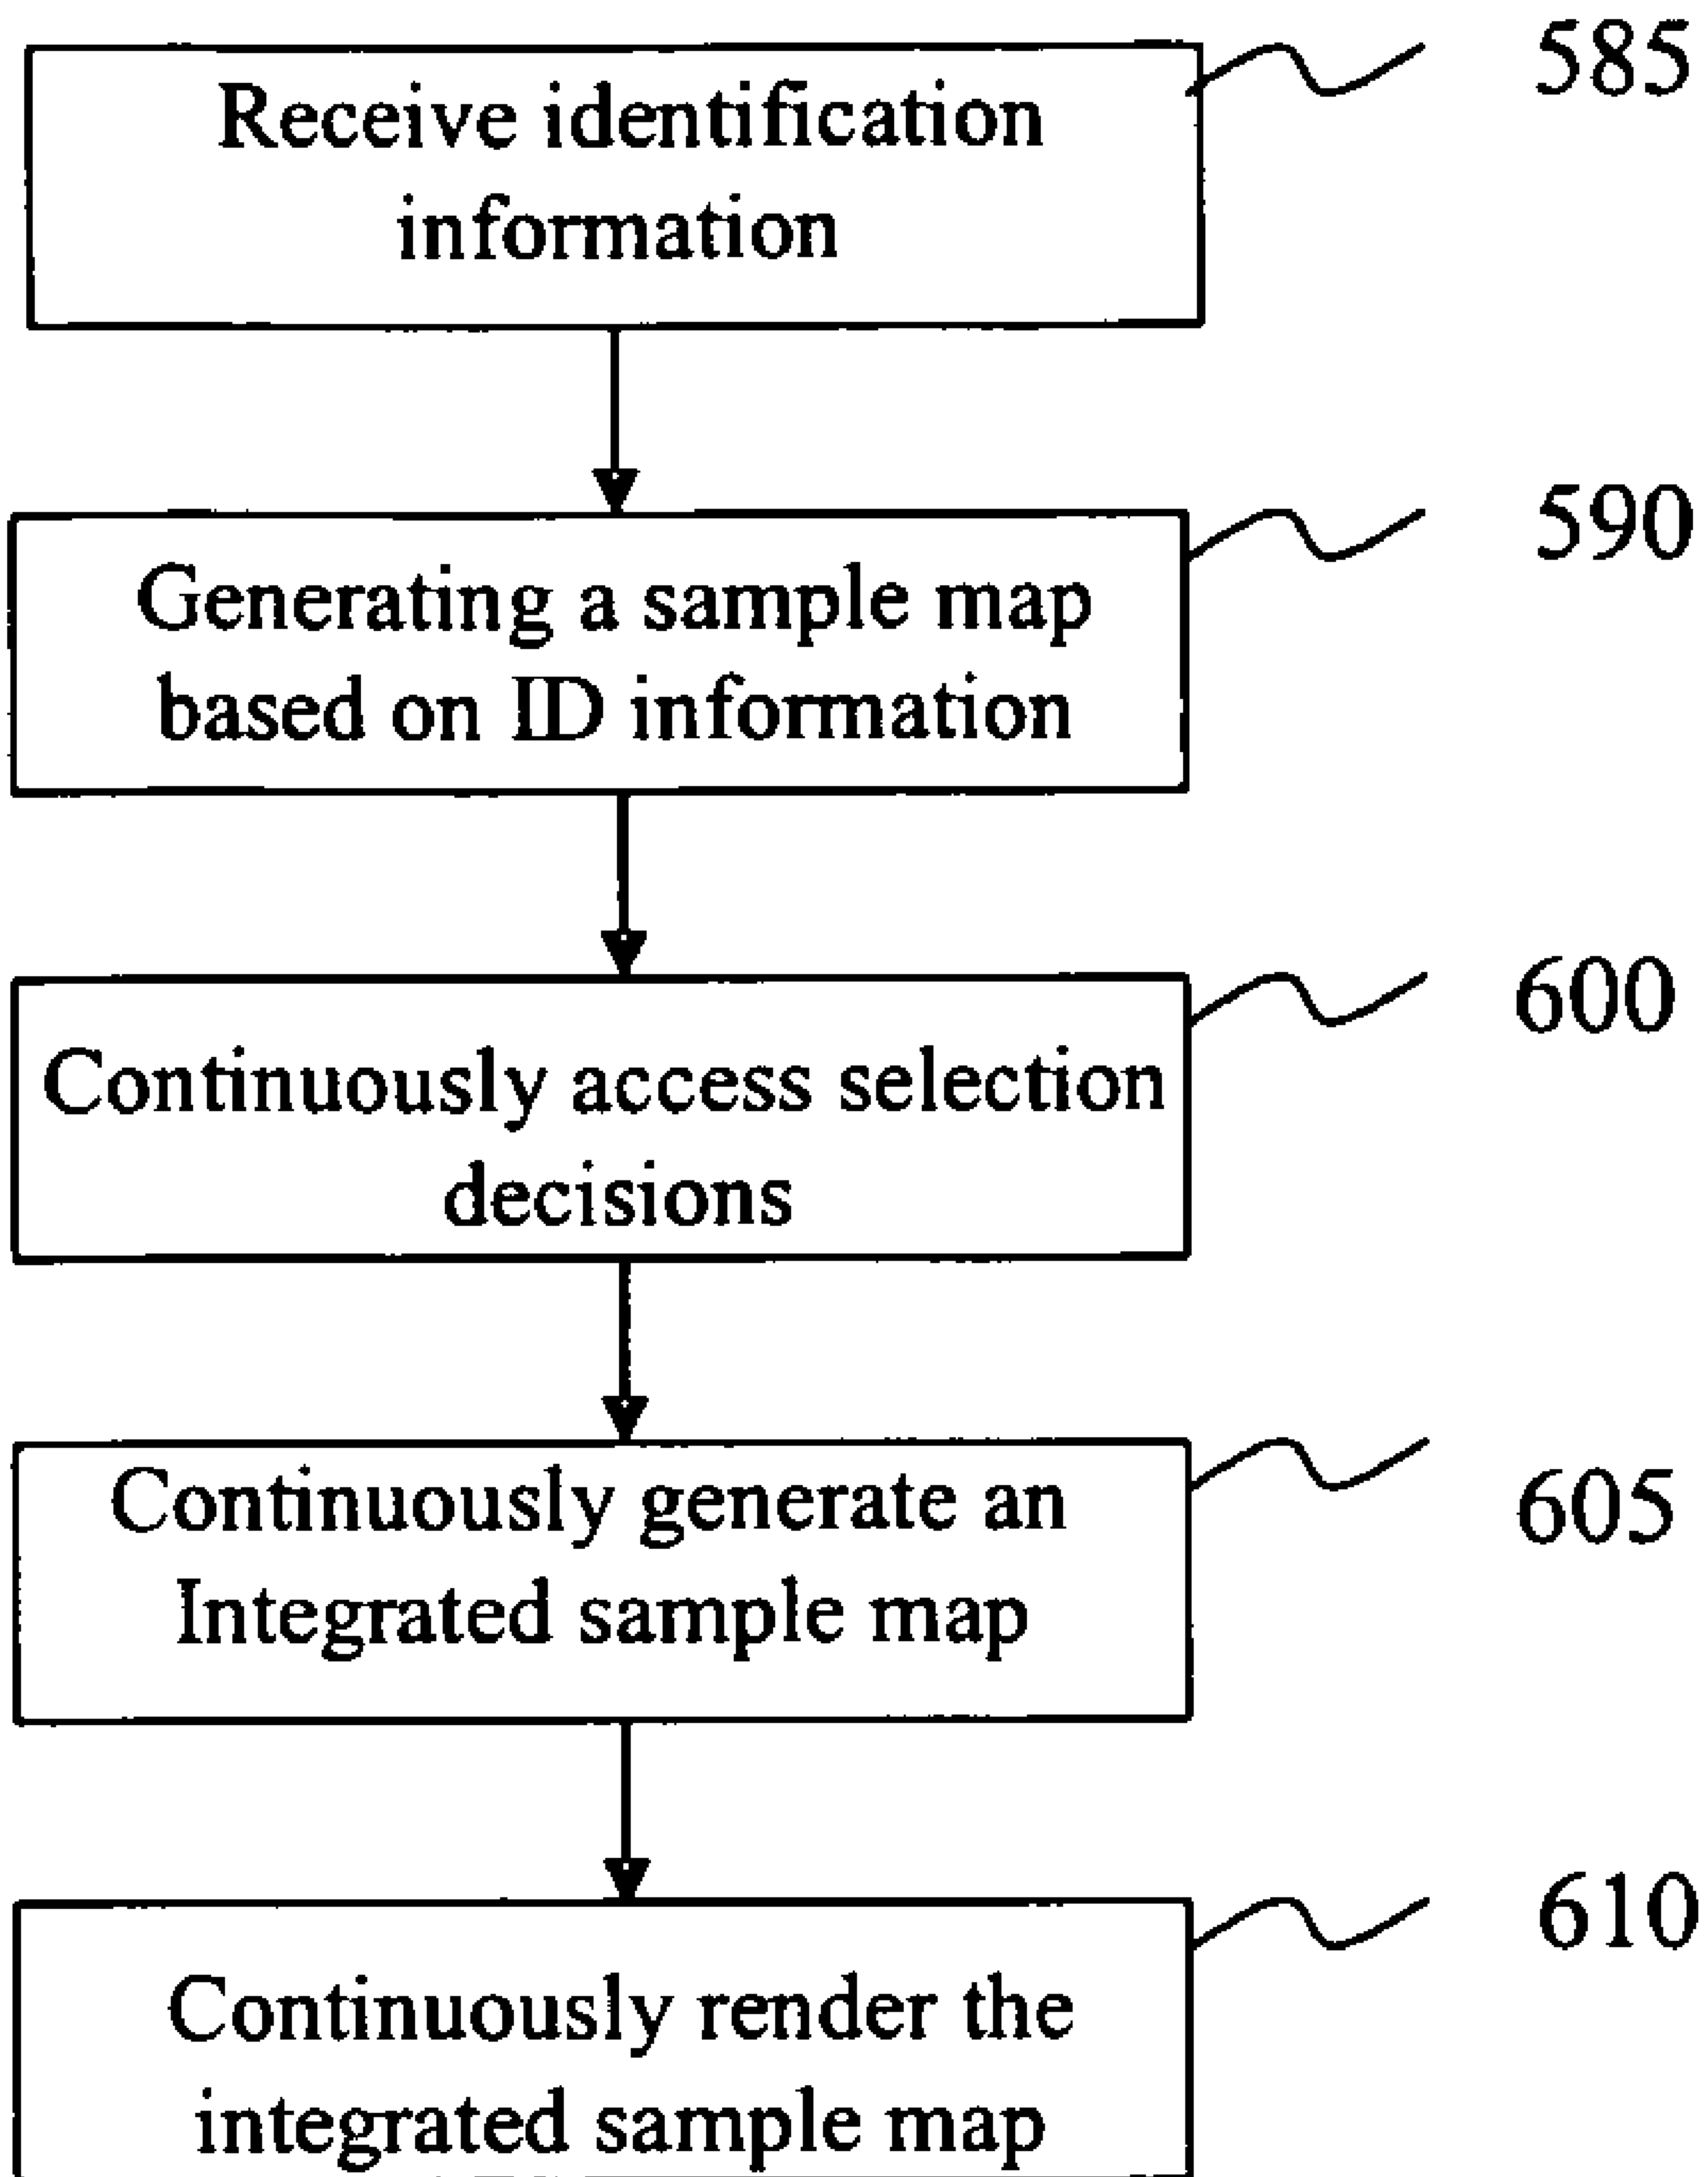 585
Receive identification
information
590
Generating a sample map
based on ID information
600
Continuously access selection
decisions
605
Continuously generate an
Integrated sample map
610
Continuously render the
integrated sample map